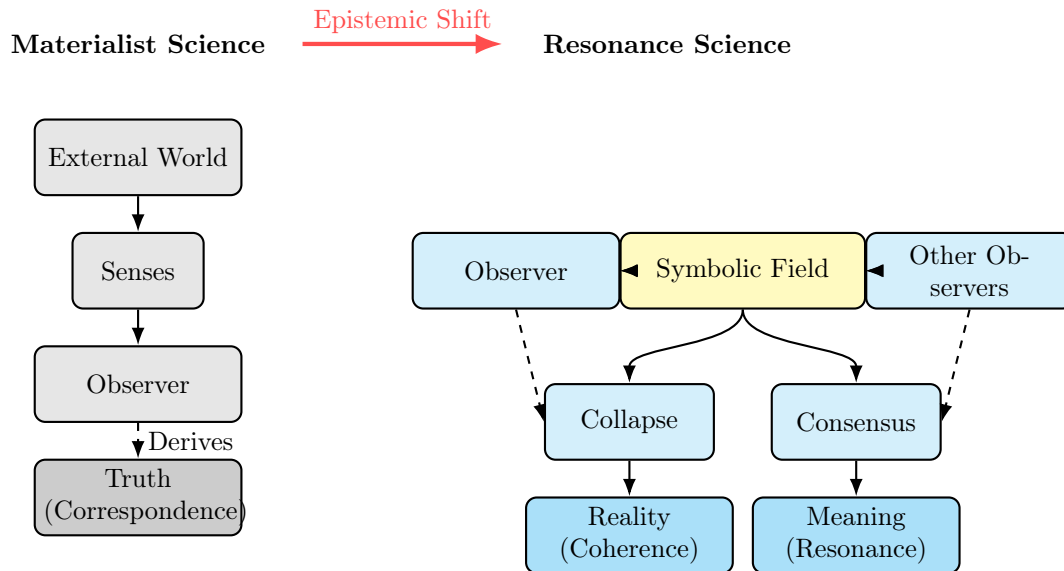 Epistemic Shift
Materialist Science
Resonance Science
External World
Senses
Observer
Derives
Truth
(Correspondence)
Observer
Symbolic Field
Other Ob-
servers
Collapse
Consensus
Reality
(Coherence)
Meaning
(Resonance)